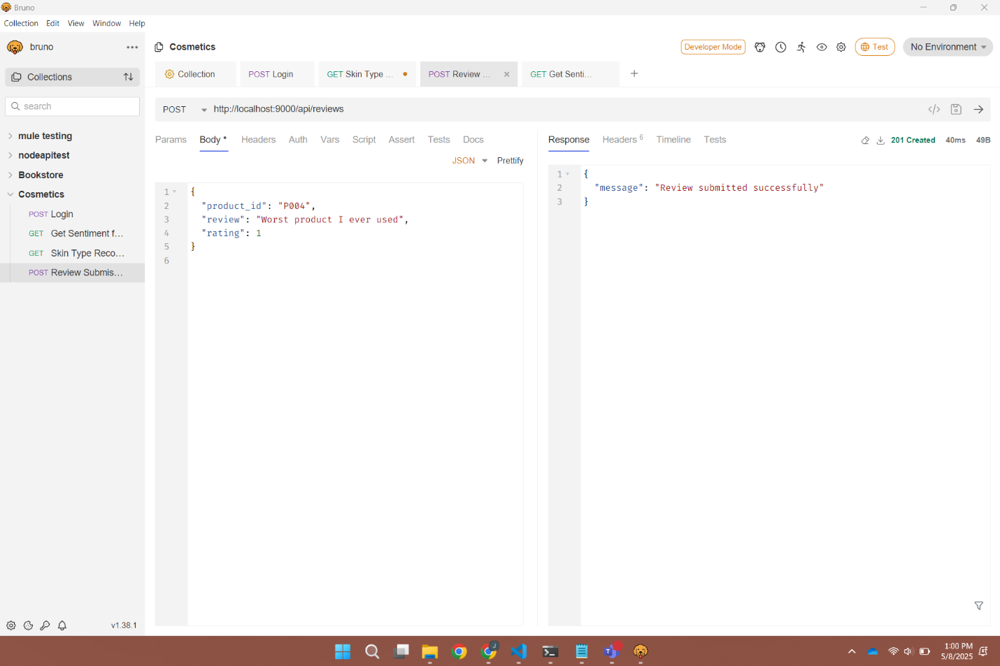 Bruno
Collection Edit View Window Help
bruno
Collections
search
mule testing
nodeapitest
Bookstore
Cosmetics
POST Login
GET Get Sentiment f...
GET Skin Type Reco...
POST Review Submis...
v1.38.1
Cosmetics
Developer Mode
Test
No Environment
Collection
POST Login
GET Skin Type ...
POST Review ...
GET Get Senti...
POST
http://localhost:9000/api/reviews
Params Body Headers Auth Vars Script Assert Tests Docs
JSON Prettify
1 {
2 "product_id": "P004",
3 "review": "Worst product I ever used",
4 "rating": 1
5 }
6
Response Headers 6 Timeline Tests
201 Created 40ms 49B
1 {
2 "message": "Review submitted successfully"
3 }
J
T
1:00 PM
5/8/2025